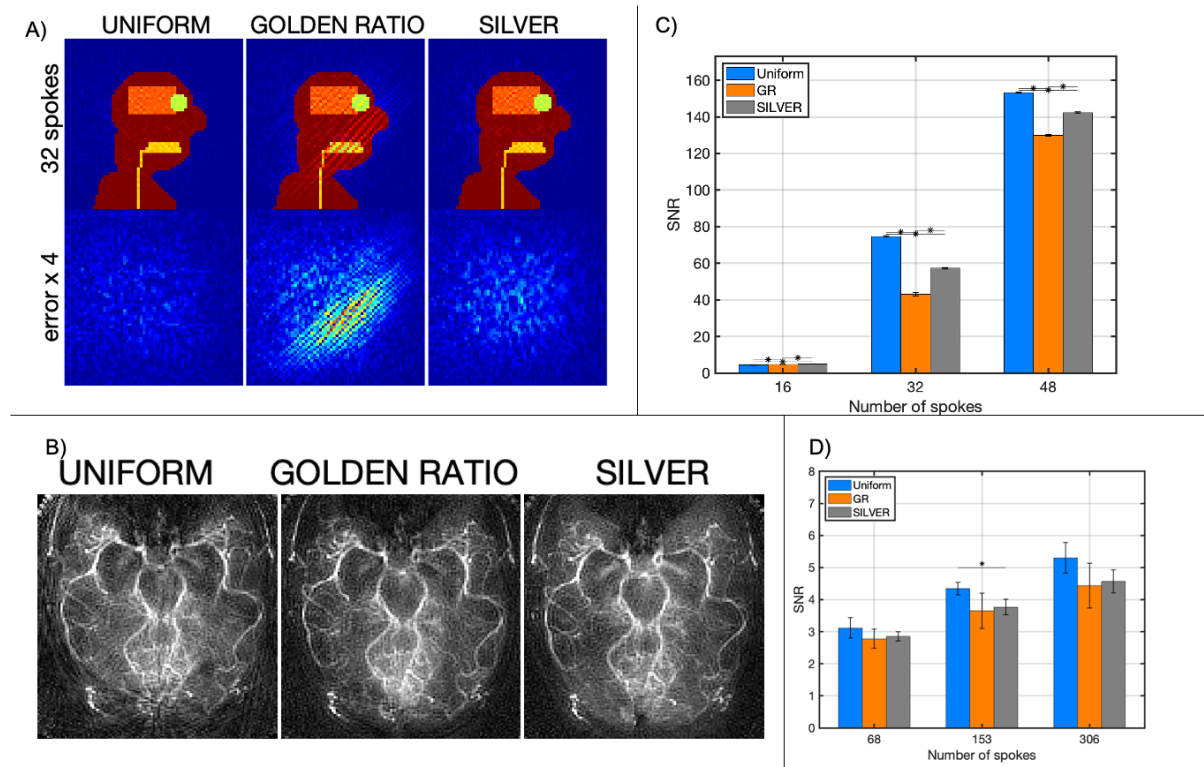 A)
UNIFORM GOLDEN RATIO SILVER
32 spokes
error x 4
C)
Uniform
GR
SILVER
SNR
160
140
120
100
80
60
40
20
0
* * *
* * *
* * *
16 32 48
Number of spokes
B)
UNIFORM GOLDEN RATIO SILVER
D)
Uniform
GR
SILVER
SNR
8
7
6
5
4
3
2
1
0
*
68 153 306
Number of spokes